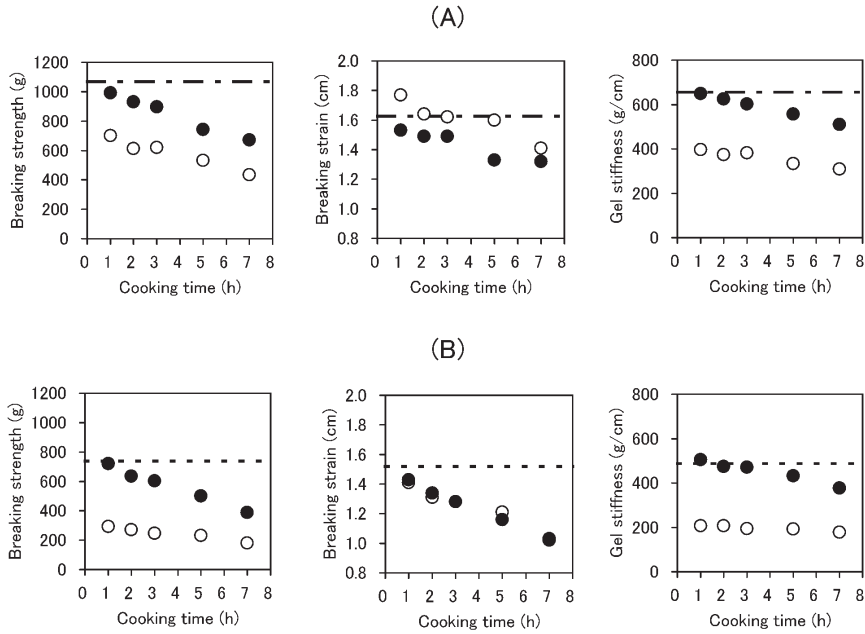 (A)
Breaking strength (g)
1200
1000
800
600
400
200
0
0 1 2 3 4 5 6 7 8
Cooking time (h)
Breaking strain (cm)
2.0
1.8
1.6
1.4
1.2
1.0
0.8
0 1 2 3 4 5 6 7 8
Cooking time (h)
Gel stiffness (g/cm)
800
600
400
200
0
0 1 2 3 4 5 6 7 8
Cooking time (h)
(B)
Breaking strength (g)
1200
1000
800
600
400
200
0
0 1 2 3 4 5 6 7 8
Cooking time (h)
Breaking strain (cm)
2.0
1.8
1.6
1.4
1.2
1.0
0.8
0 1 2 3 4 5 6 7 8
Cooking time (h)
Gel stiffness (g/cm)
800
600
400
200
0
0 1 2 3 4 5 6 7 8
Cooking time (h)